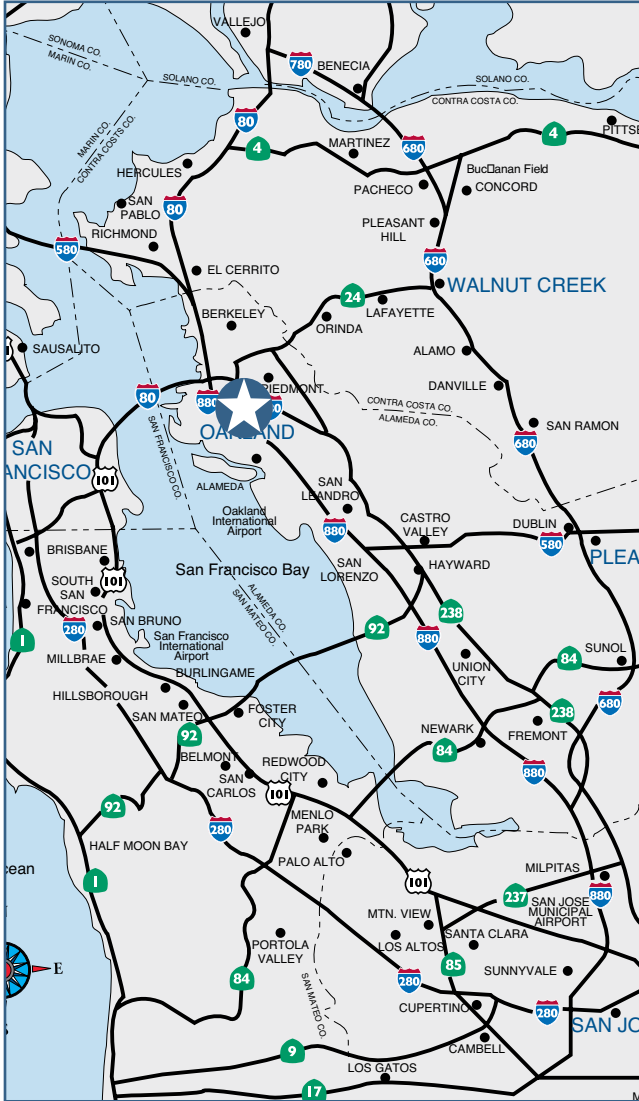 VALLEJO
SONOMA CO.
MARIN CO.
780
BENECIA
SOLANO CO.
SOLANO CO.
CONTRA COSTA CO.
80
4
PITTS
MARIN CO.
CONTRA COSTS CO.
4
MARTINEZ
680
HERCULES
Buc□anan Field
PACHECO
CONCORD
SAN
PABLO
80
PLEASANT
HILL
RICHMOND
580
680
EL CERRITO
WALNUT CREEK
24
LAFAYETTE
BERKELEY
ORINDA
SAUSALITO
ALAMO
PIEDMONT
DANVILLE
80
880
CONTRA COSTA CO.
ALAMEDA CO.
SAN RAMON
OAKLAND
SAN FRANCISCO CO.
680
SAN
ANCISCO
101
ALAMEDA
SAN
LEANDRO
Oakland
International
Airport
880
CASTRO
VALLEY
DUBLIN
580
BRISBANE
PLEA
SAN
LORENZO
HAYWARD
San Francisco Bay
101
SOUTH
SAN
FRANCISCO
ALAMEDA CO.
SAN MATEO CO.
238
SAN BRUNO
280
92
880
1
San Francisco
International
Airport
SUNOL
84
MILLBRAE
UNION
CITY
BURLINGAME
HILLSBOROUGH
680
SAN MATEO
FOSTER
CITY
238
92
NEWARK
FREMONT
84
BELMONT
REDWOOD
CITY
880
SAN
CARLOS
101
92
MENLO
PARK
280
HALF MOON BAY
PALO ALTO
cean
MILPITAS
1
101
880
237
SAN JOSE
MUNICIPAL
AIRPORT
MTN. VIEW
PORTOLA
VALLEY
LOS ALTOS
SANTA CLARA
85
E
84
SUNNYVALE
280
SAN MATEO CO.
CUPERTINO
280
SAN JO
CAMBELL
9
LOS GATOS
17